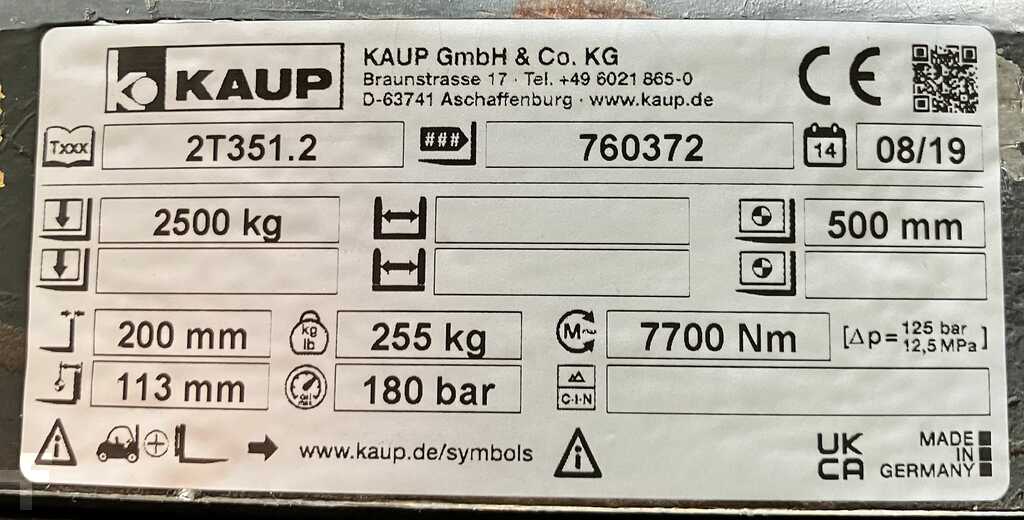 KAUP
KAUP GmbH & Co. KG
Braunstrasse 17 · Tel. +49 6021 865-0
D-63741 Aschaffenburg · www.kaup.de
CE
Txxx 2T351.2 ### 760372 14 08/19
2500 kg 500 mm
200 mm kg lb 255 kg M~ 7700 Nm [Δp= 125 bar 12,5 MPa]
113 mm 180 bar C·I·N
www.kaup.de/symbols
UK CA
MADE IN GERMANY